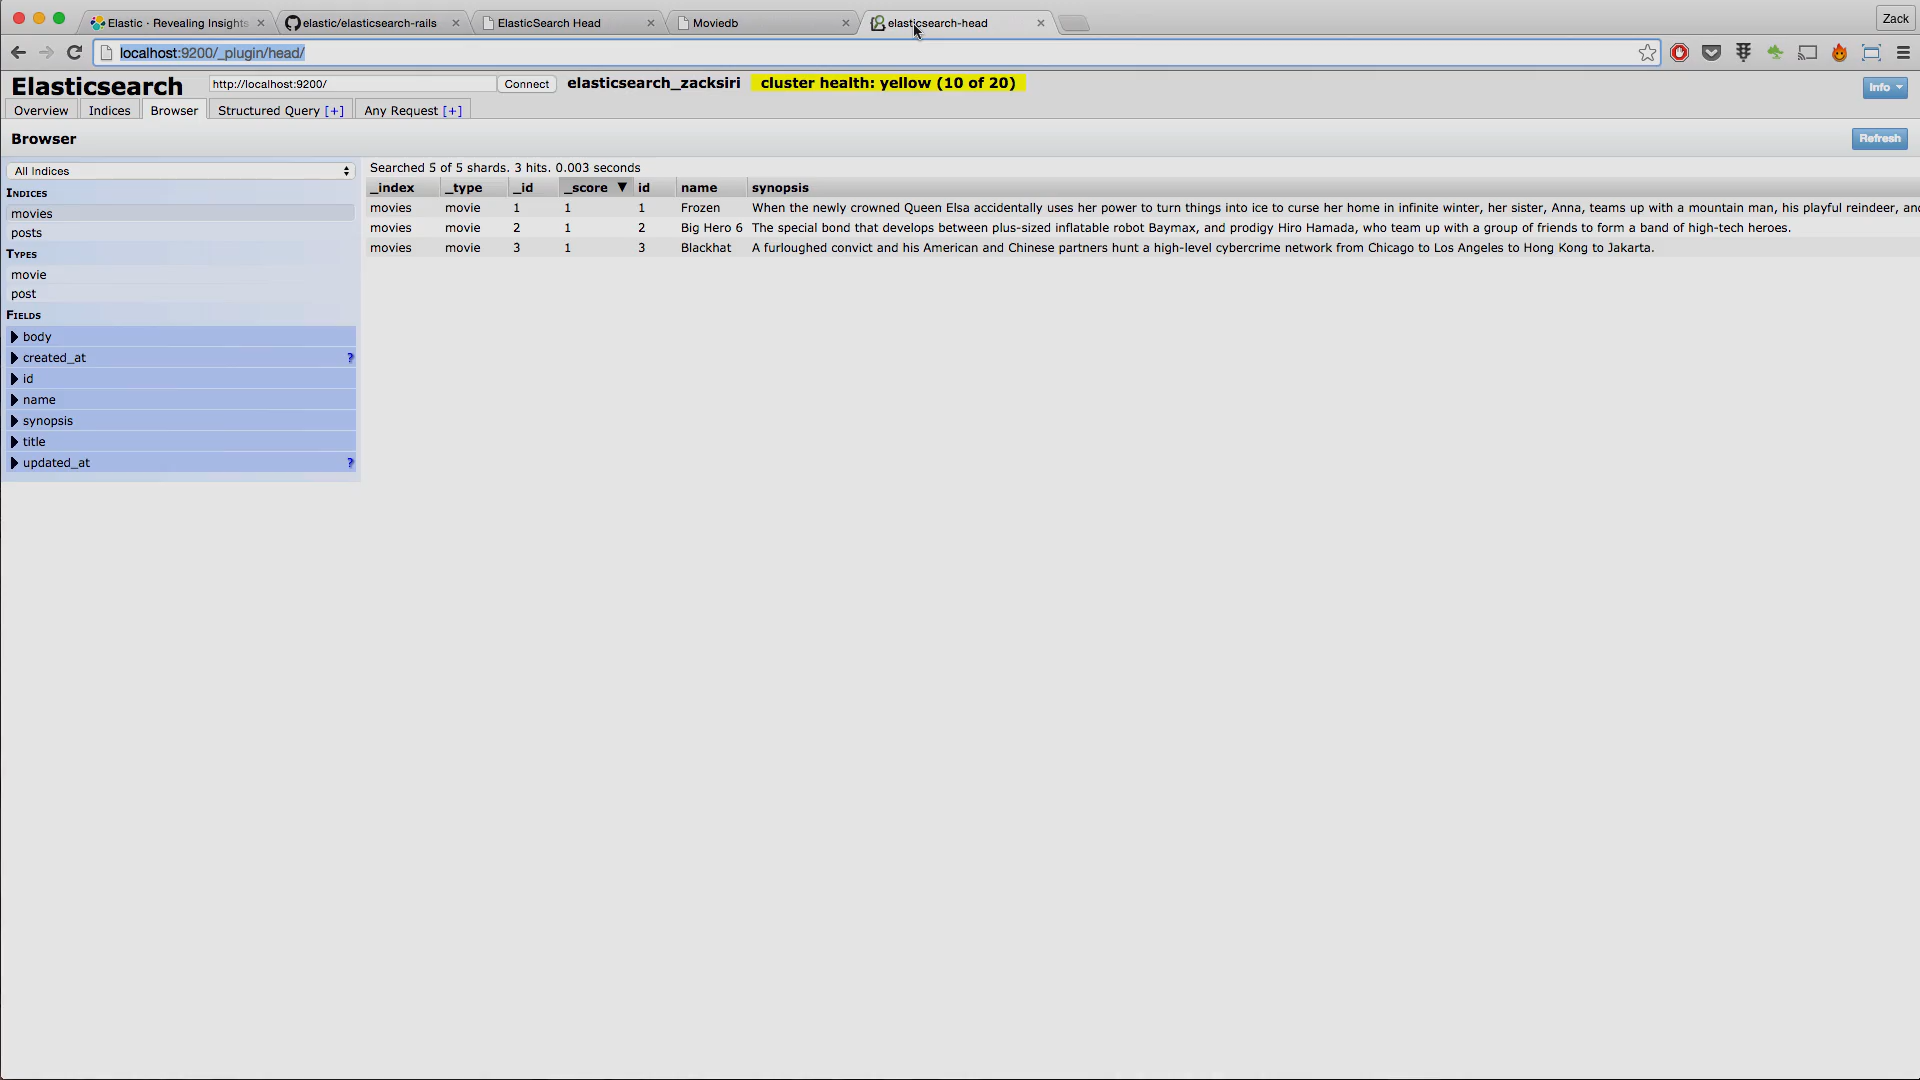 Elastic · Revealing Insights
elastic/elasticsearch-rails
ElasticSearch Head
Moviedb
elasticsearch-head
Zack
localhost:9200/_plugin/head/
Elasticsearch
http://localhost:9200/
Connect
elasticsearch_zacksiri
cluster health: yellow (10 of 20)
Info
Overview
Indices
Browser
Structured Query [+]
Any Request [+]
Browser
Refresh
All Indices
INDICES
movies
posts
TYPES
movie
post
FIELDS
body
created_at ?
id
name
synopsis
title
updated_at ?
Searched 5 of 5 shards. 3 hits. 0.003 seconds
_index _type _id _score ▼ id name synopsis
movies movie 1 1 1 Frozen When the newly crowned Queen Elsa accidentally uses her power to turn things into ice to curse her home in infinite winter, her sister, Anna, teams up with a mountain man, his playful reindeer, an
movies movie 2 1 2 Big Hero 6 The special bond that develops between plus-sized inflatable robot Baymax, and prodigy Hiro Hamada, who team up with a group of friends to form a band of high-tech heroes.
movies movie 3 1 3 Blackhat A furloughed convict and his American and Chinese partners hunt a high-level cybercrime network from Chicago to Los Angeles to Hong Kong to Jakarta.